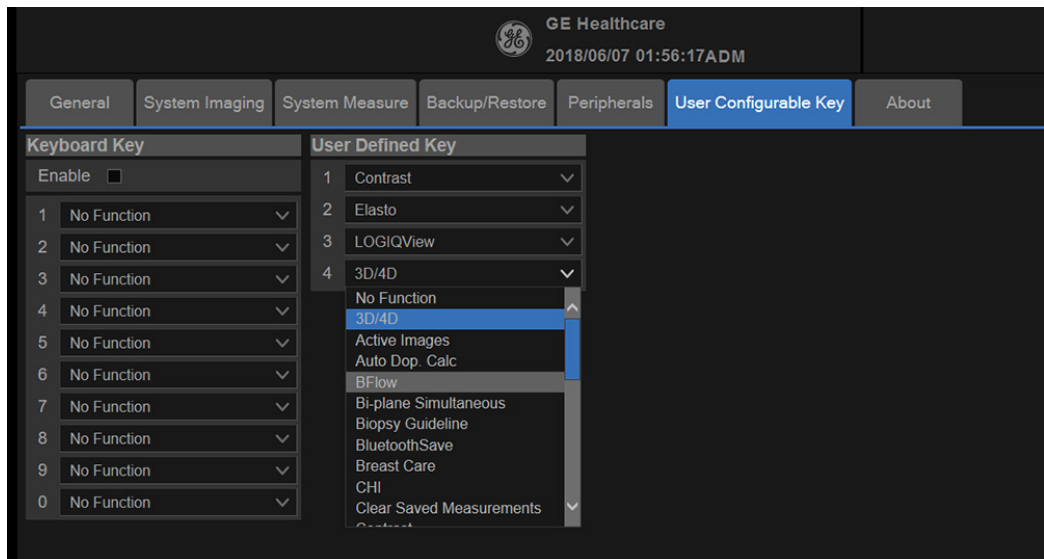 GE Healthcare
2018/06/07 01:56:17ADM
General System Imaging System Measure Backup/Restore Peripherals User Configurable Key About
Keyboard Key
Enable
1 No Function
2 No Function
3 No Function
4 No Function
5 No Function
6 No Function
7 No Function
8 No Function
9 No Function
0 No Function
User Defined Key
1 Contrast
2 Elasto
3 LOGIQView
4 3D/4D
No Function
3D/4D
Active Images
Auto Dop. Calc
BFlow
Bi-plane Simultaneous
Biopsy Guideline
BluetoothSave
Breast Care
CHI
Clear Saved Measurements